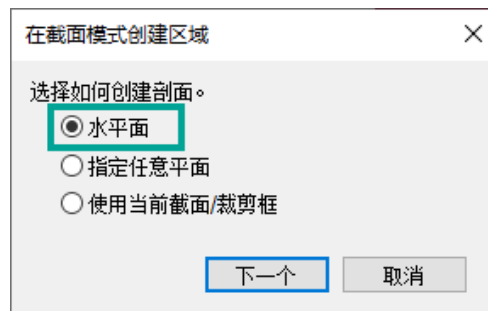 在截面模式创建区域
选择如何创建剖面。
水平面
指定任意平面
使用当前截面/裁剪框
下一个 取消